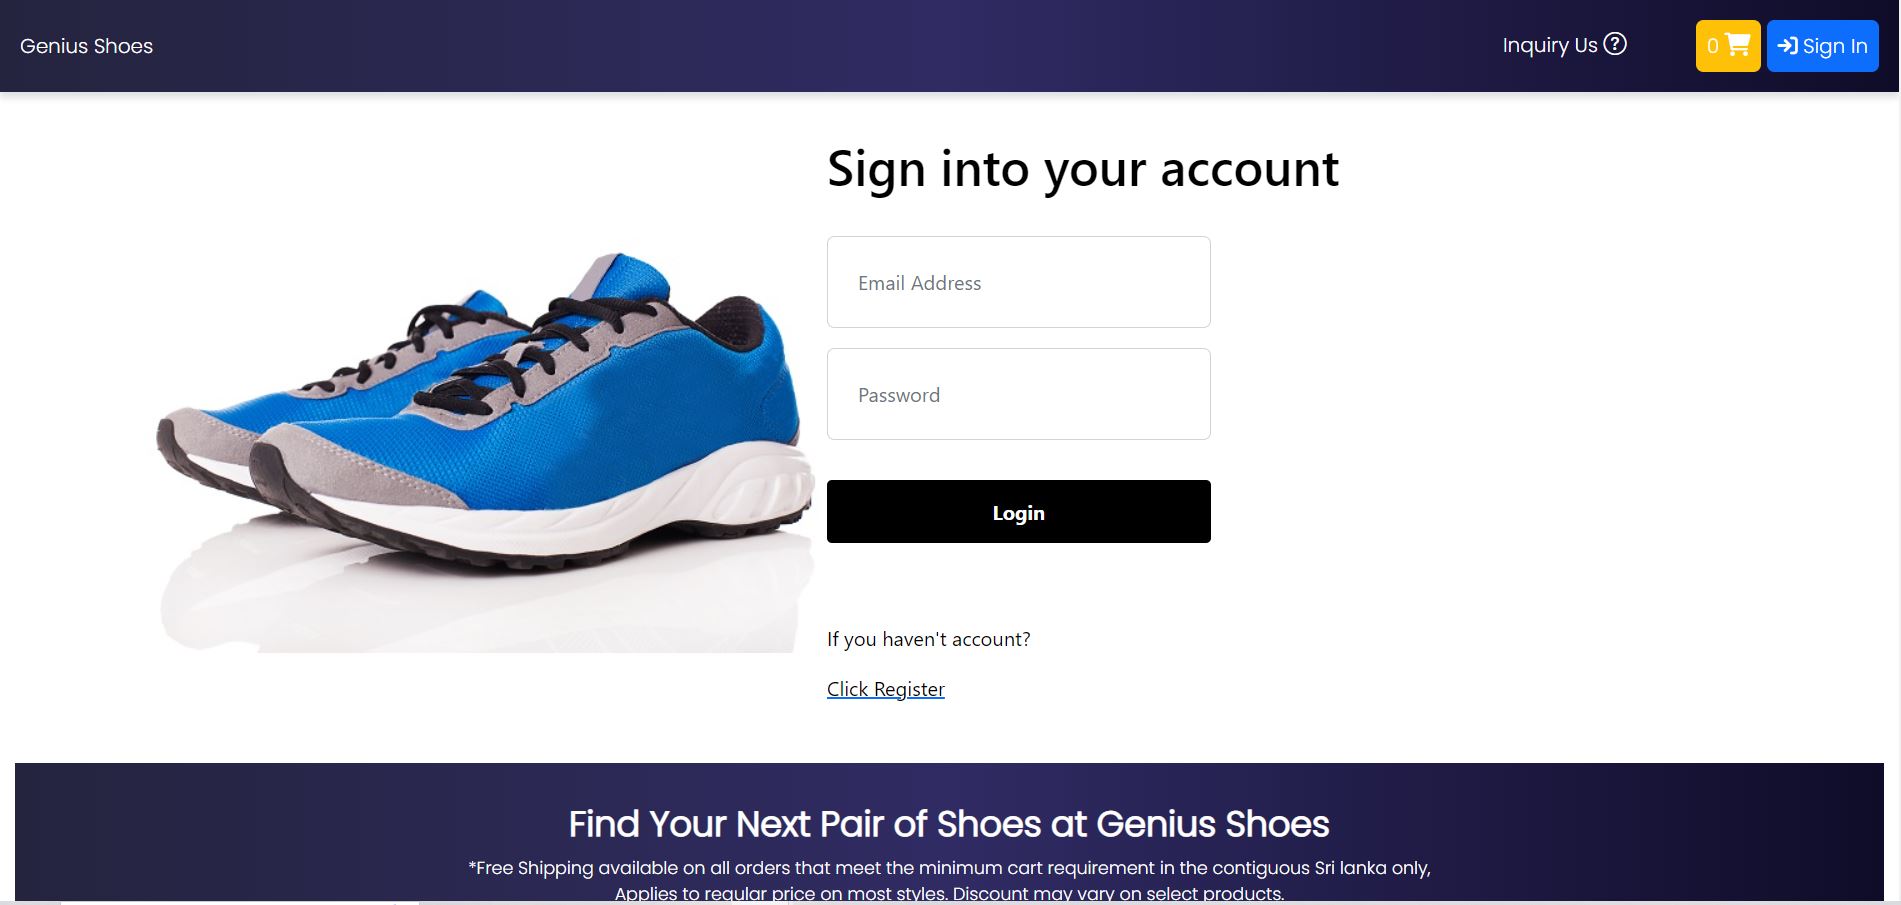 Genius Shoes
Inquiry Us
0
Sign In
Sign into your account
Email Address
Password
Login
If you haven't account?
Click Register
Find Your Next Pair of Shoes at Genius Shoes
*Free Shipping available on all orders that meet the minimum cart requirement in the contiguous Sri lanka only,
Applies to regular price on most styles. Discount may vary on select products.